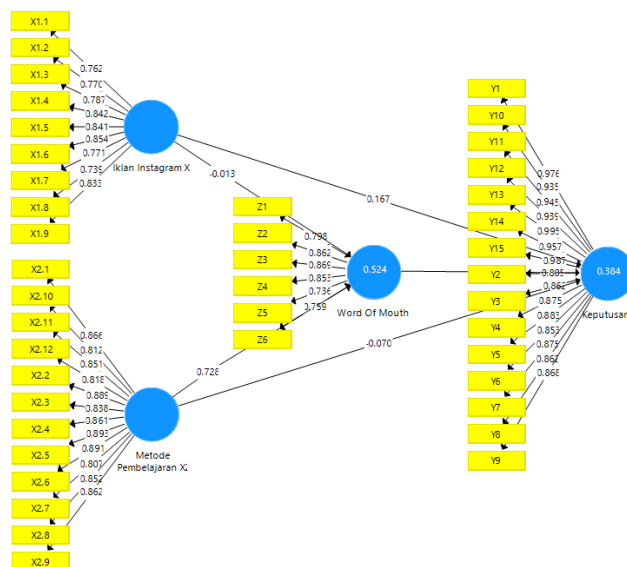 X1.1
X1.2
X1.3
X1.4
X1.5
X1.6
X1.7
X1.8
X1.9
0.762
0.770
0.787
0.842
0.841
0.854
0.771
0.739
0.833
Iklan Instagram X
-0.013
0.167
X2.1
X2.10
X2.11
X2.12
X2.2
X2.3
X2.4
X2.5
X2.6
X2.7
X2.8
X2.9
0.866
0.812
0.851
0.818
0.889
0.838
0.861
0.893
0.891
0.807
0.852
0.862
Metode
Pembelajaran X2
0.728
-0.070
Z1
Z2
Z3
Z4
Z5
Z6
0.798
0.862
0.869
0.853
0.736
0.759
0.524
Word Of Mouth
Y1
Y10
Y11
Y12
Y13
Y14
Y15
Y2
Y3
Y4
Y5
Y6
Y7
Y8
Y9
0.976
0.935
0.945
0.939
0.995
0.957
0.987
0.862
0.875
0.883
0.853
0.875
0.862
0.868
0.384
Keputusan